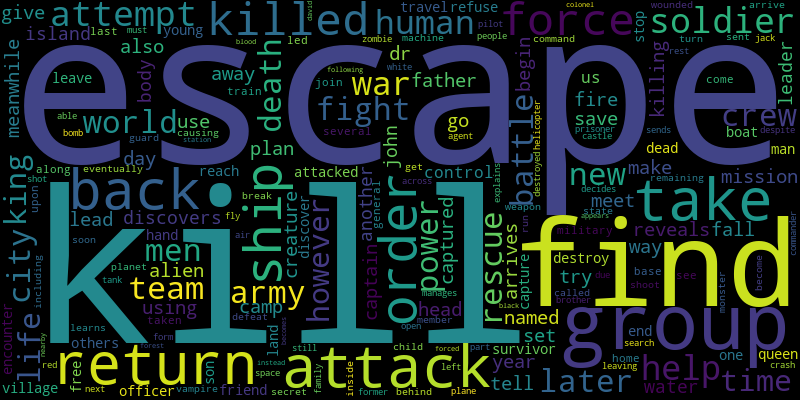 give attempt killed human travel refuse force stop wounded arrive soldier
island last also young led david machine pilot people command turn sent jack colonel
must blood zombie join white following rest
meanwhile leave body away dr war father begin us killing come leader
able bomb world use train fight go fire crew
causing guard several agent save boat despite
station prisoner castle
escape
destroyed helicopter
death plan john battle sends dead man
along eventually day reach attacked get control new make mission
shot back break across explains meet remaining
city king lead discovers ship creature discover however another general order power captured rescue run weapon decides state appears take
upon hand fly air captain military reveals fall commander
soon men arrives destroy way
including planet alien head capture try base see
tank team army manages called due shoot become
kill find
life learns using camp land open member black named brother monster
encounter taken defeat becomes set end group
nearby others form forest still child forced part survivor search home one queen
red return instead attack left year leaving crash
village free son friend space family inside former behind plane tell later help water time
next officer vampire secret